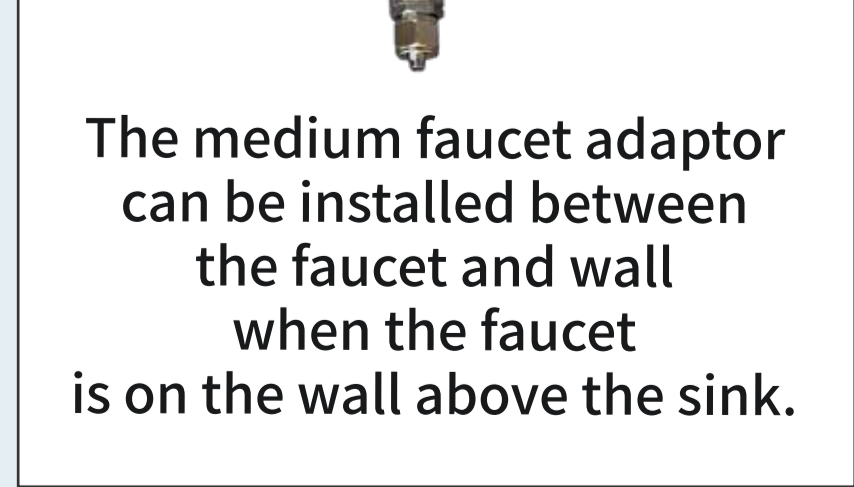 The medium faucet adaptor
can be installed between
the faucet and wall
when the faucet
is on the wall above the sink.